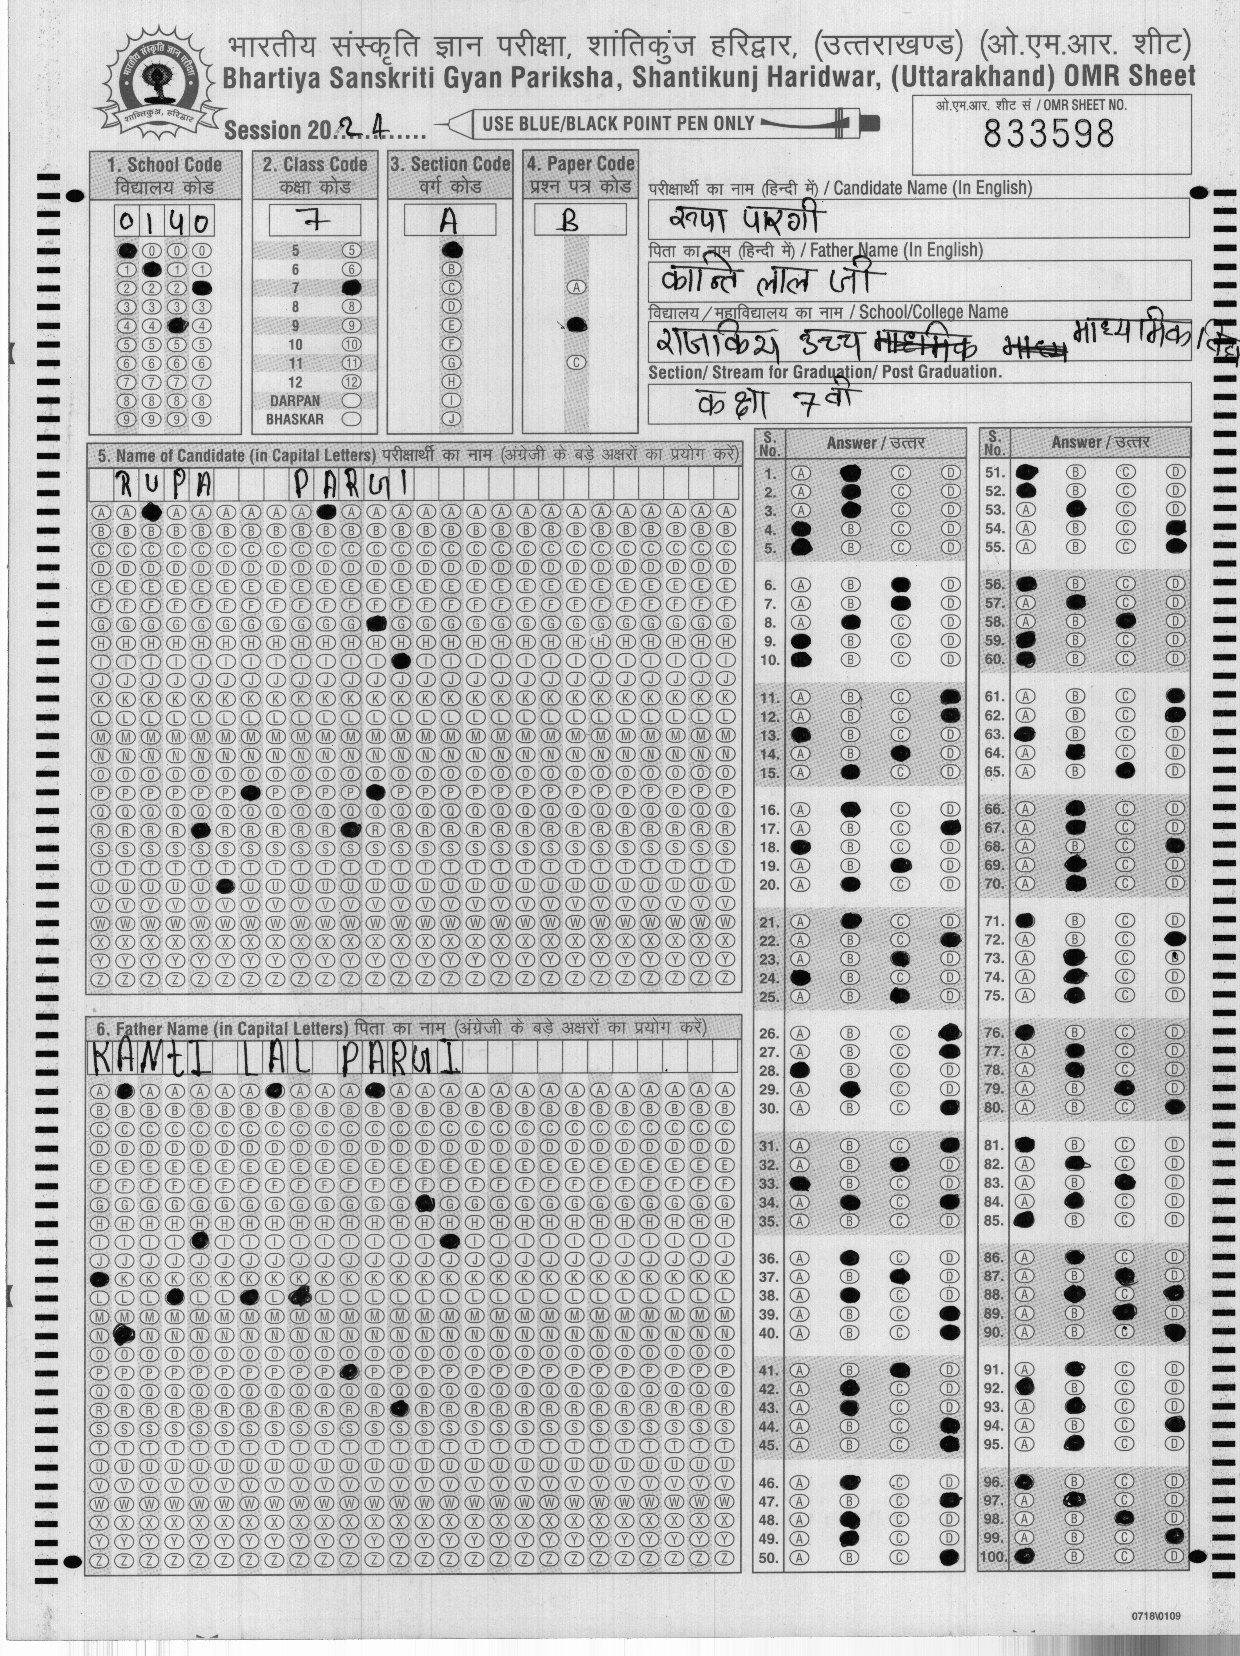 भारतीय संस्कृति ज्ञान परीक्षा, शांतिकुंज हरिद्वार, (उत्तराखण्ड) (ओ.एम.आर. शीट)
Bhartiya Sanskriti Gyan Pariksha, Shantikunj Haridwar, (Uttarakhand) OMR Sheet
Session 20..24............
USE BLUE/BLACK POINT PEN ONLY
ओ.एम.आर. शीट सं / OMR SHEET NO.
833598
1. School Code
विद्यालय कोड
0140
2. Class Code
कक्षा कोड
7
5
6
7
8
9
10
11
12
DARPAN
BHASKAR
3. Section Code
वर्ग कोड
A
4. Paper Code
प्रश्न पत्र कोड
B
परीक्षार्थी का नाम (हिन्दी में) / Candidate Name (In English)
रूपा पारगी
पिता का नाम (हिन्दी में) / Father Name (In English)
कान्ति लाल जी
विद्यालय/महाविद्यालय का नाम / School/College Name
राजकिय उच्च माध्यमिक
Section/ Stream for Graduation/ Post Graduation.
कक्षा 7वी
5. Name of Candidate (in Capital Letters) परीक्षार्थी का नाम (अंग्रेजी के बड़े अक्षरों का प्रयोग करें)
RUPA PARGI
6. Father Name (in Capital Letters) पिता का नाम (अंग्रेजी के बड़े अक्षरों का प्रयोग करें)
KANtI LAL PARGI
S. No. Answer / उत्तर
S. No. Answer / उत्तर
0718\0109